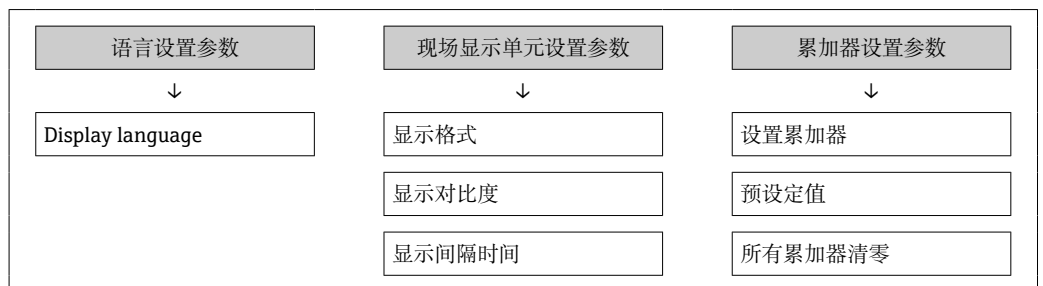 语言设置参数
现场显示单元设置参数
累加器设置参数
↓
↓
↓
Display language
显示格式
设置累加器
显示对比度
预设定值
显示间隔时间
所有累加器清零